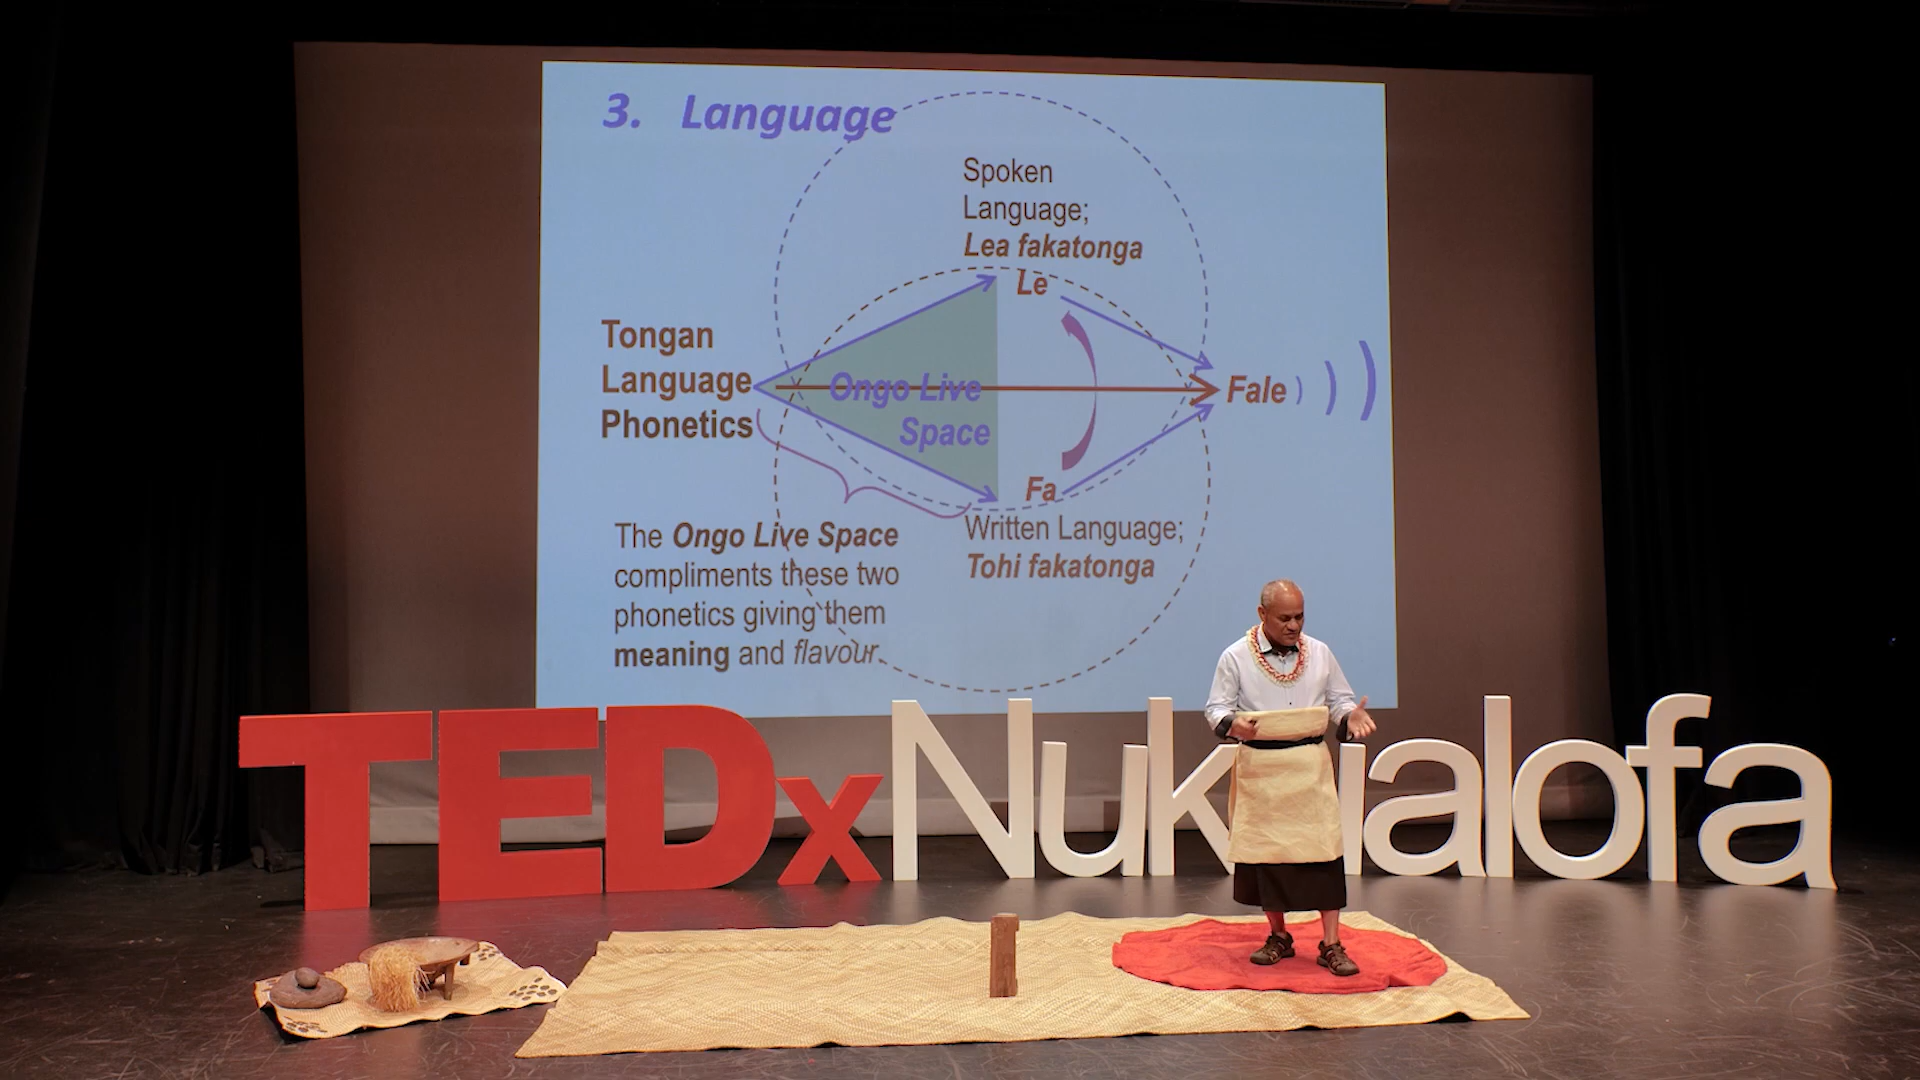 3. Language
Spoken
Language;
Lea fakatonga
Le
Tongan
Language
Phonetics
Ongo Live
Space
Fale
Fa
Written Language;
Tohi fakatonga
The Ongo Live Space
compliments these two
phonetics giving them
meaning and flavour.
TEDxNukualofa